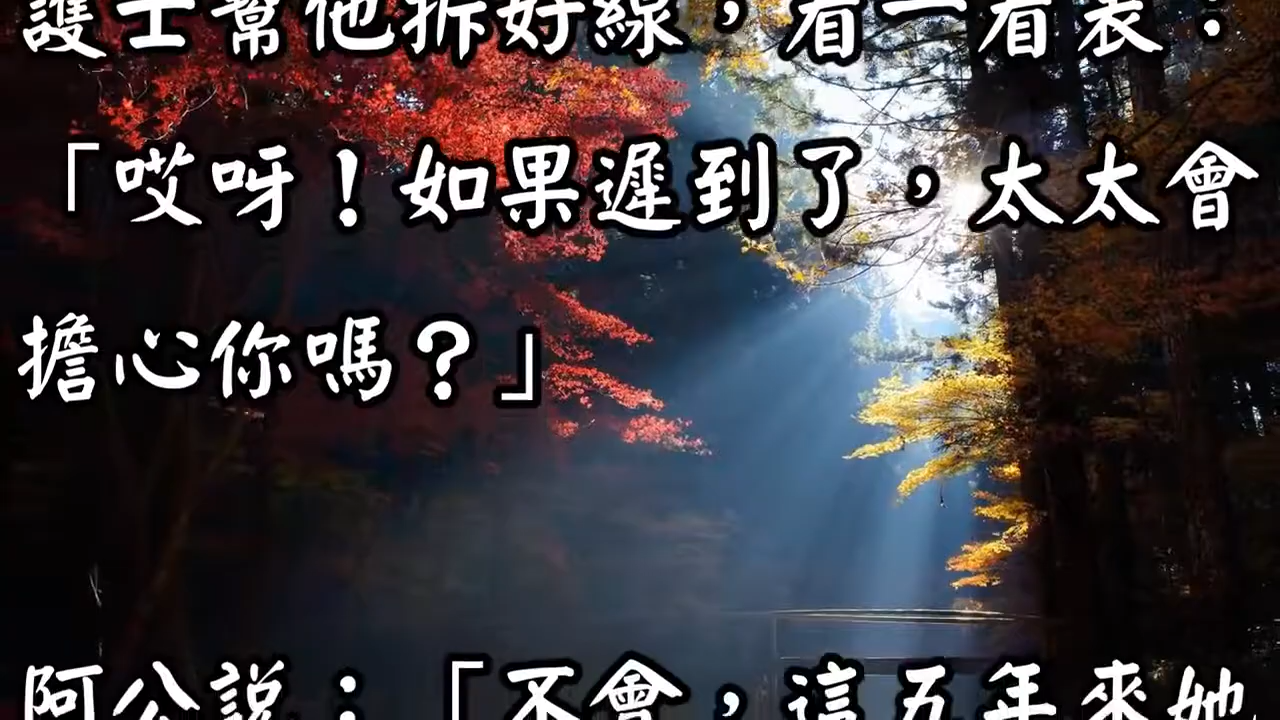 護士幫他拆好線，看一看表：
「哎呀！如果遲到了，太太會
擔心你嗎？」
阿公說：「不會，這五年來她